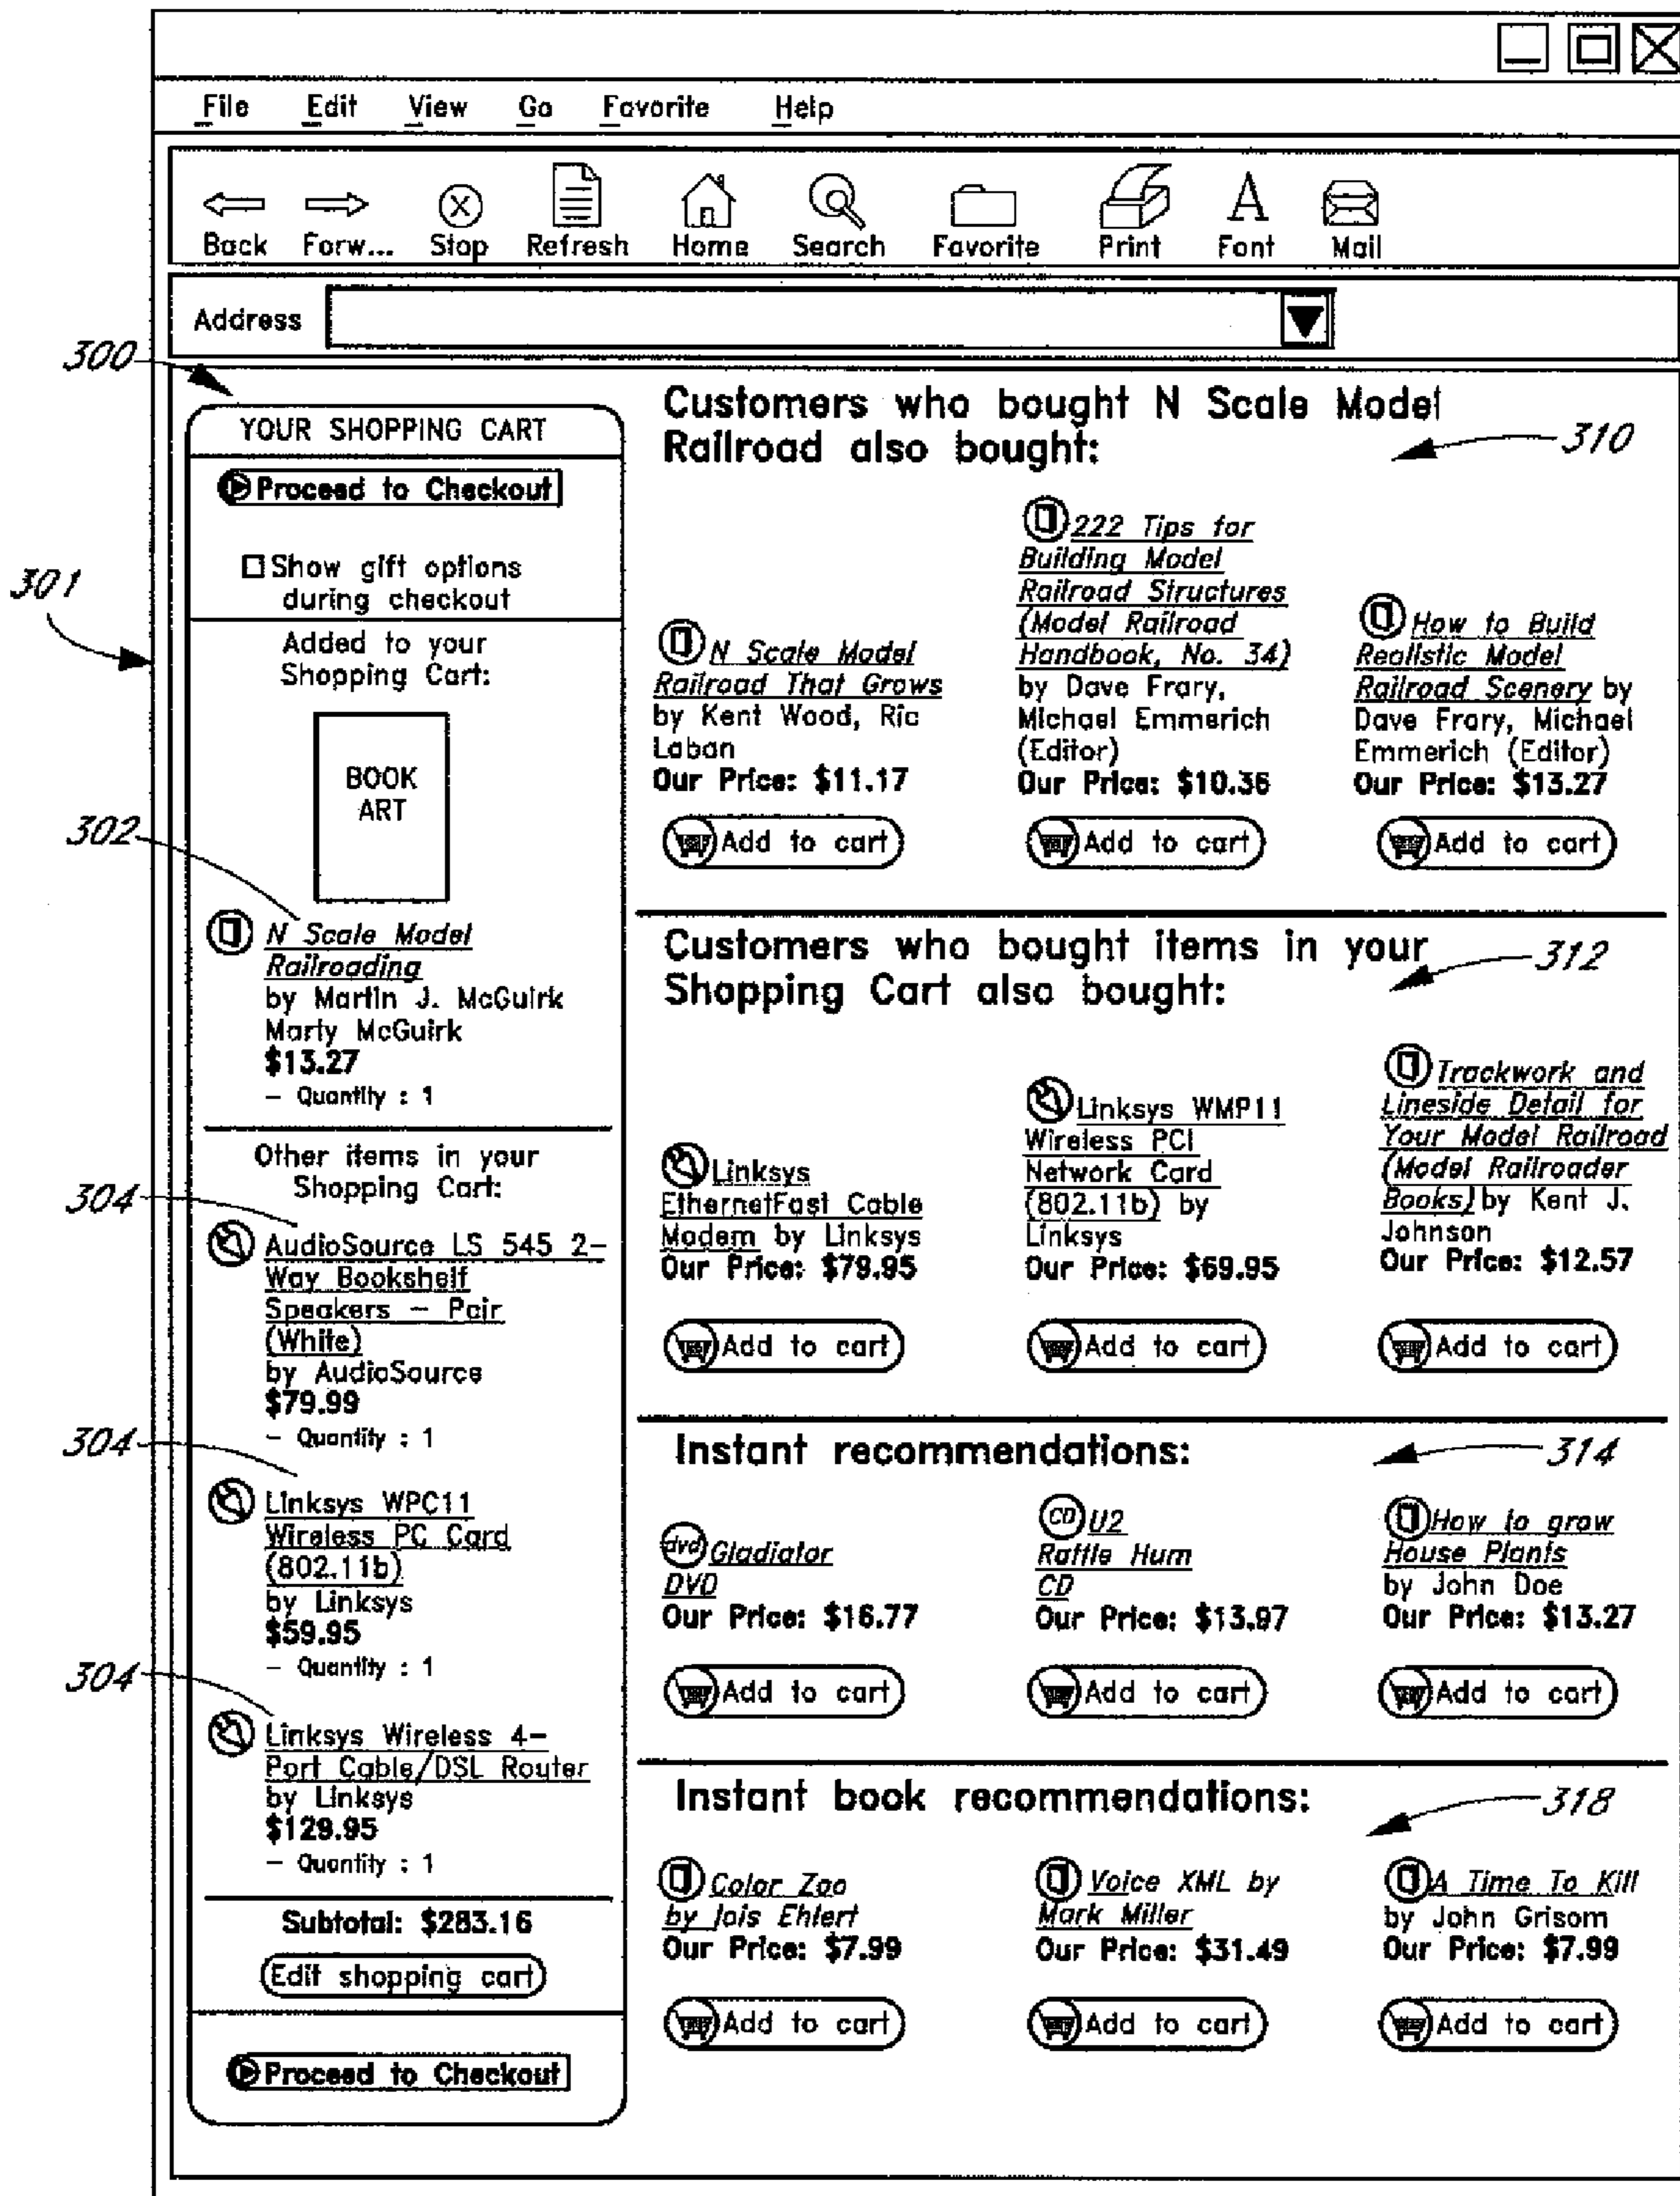 File Edit View Go Favorite Help
Back Forw... Stop Refresh Home Search Favorite Print Font Mail
Address
300
301
YOUR SHOPPING CART
Proceed to Checkout
Show gift options
during checkout
Added to your
Shopping Cart:
BOOK
ART
302
N Scale Model
Railroading
by Martin J. McGuirk
Marty McGuirk
$13.27
– Quantity : 1
Other items in your
Shopping Cart:
304
AudioSource LS 545 2–
Way Bookshelf
Speakers – Pair
(White)
by AudioSource
$79.99
– Quantity : 1
304
Linksys WPC11
Wireless PC Card
(802.11b)
by Linksys
$59.95
– Quantity : 1
304
Linksys Wireless 4–
Port Cable/DSL Router
by Linksys
$129.95
– Quantity : 1
Subtotal: $283.16
Edit shopping cart
Proceed to Checkout
Customers who bought N Scale Model
Railroad also bought:
310
N Scale Model
Railroad That Grows
by Kent Wood, Ric
Laban
Our Price: $11.17
Add to cart
222 Tips for
Building Model
Railroad Structures
(Model Railroad
Handbook, No. 34)
by Dave Frary,
Michael Emmerich
(Editor)
Our Price: $10.36
Add to cart
How to Build
Realistic Model
Railroad Scenery by
Dave Frary, Michael
Emmerich (Editor)
Our Price: $13.27
Add to cart
Customers who bought items in your
Shopping Cart also bought:
312
Linksys
EthernetFast Cable
Modem by Linksys
Our Price: $79.95
Add to cart
Linksys WMP11
Wireless PCI
Network Card
(802.11b) by
Linksys
Our Price: $69.95
Add to cart
Trackwork and
Lineside Detail for
Your Model Railroad
(Model Railroader
Books) by Kent J.
Johnson
Our Price: $12.57
Add to cart
Instant recommendations:
314
dvd Gladiator
DVD
Our Price: $16.77
Add to cart
CD U2
Rattle Hum
CD
Our Price: $13.97
Add to cart
How to grow
House Plants
by John Doe
Our Price: $13.27
Add to cart
Instant book recommendations:
318
Color Zoo
by Jois Ehlert
Our Price: $7.99
Add to cart
Voice XML by
Mark Miller
Our Price: $31.49
Add to cart
A Time To Kill
by John Grisom
Our Price: $7.99
Add to cart